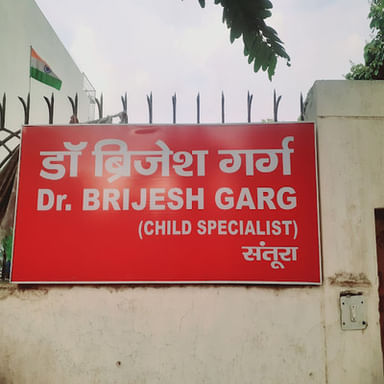 डॉ ब्रिजेश गर्ग
Dr. BRIJESH GARG
(CHILD SPECIALIST)
संतूरा